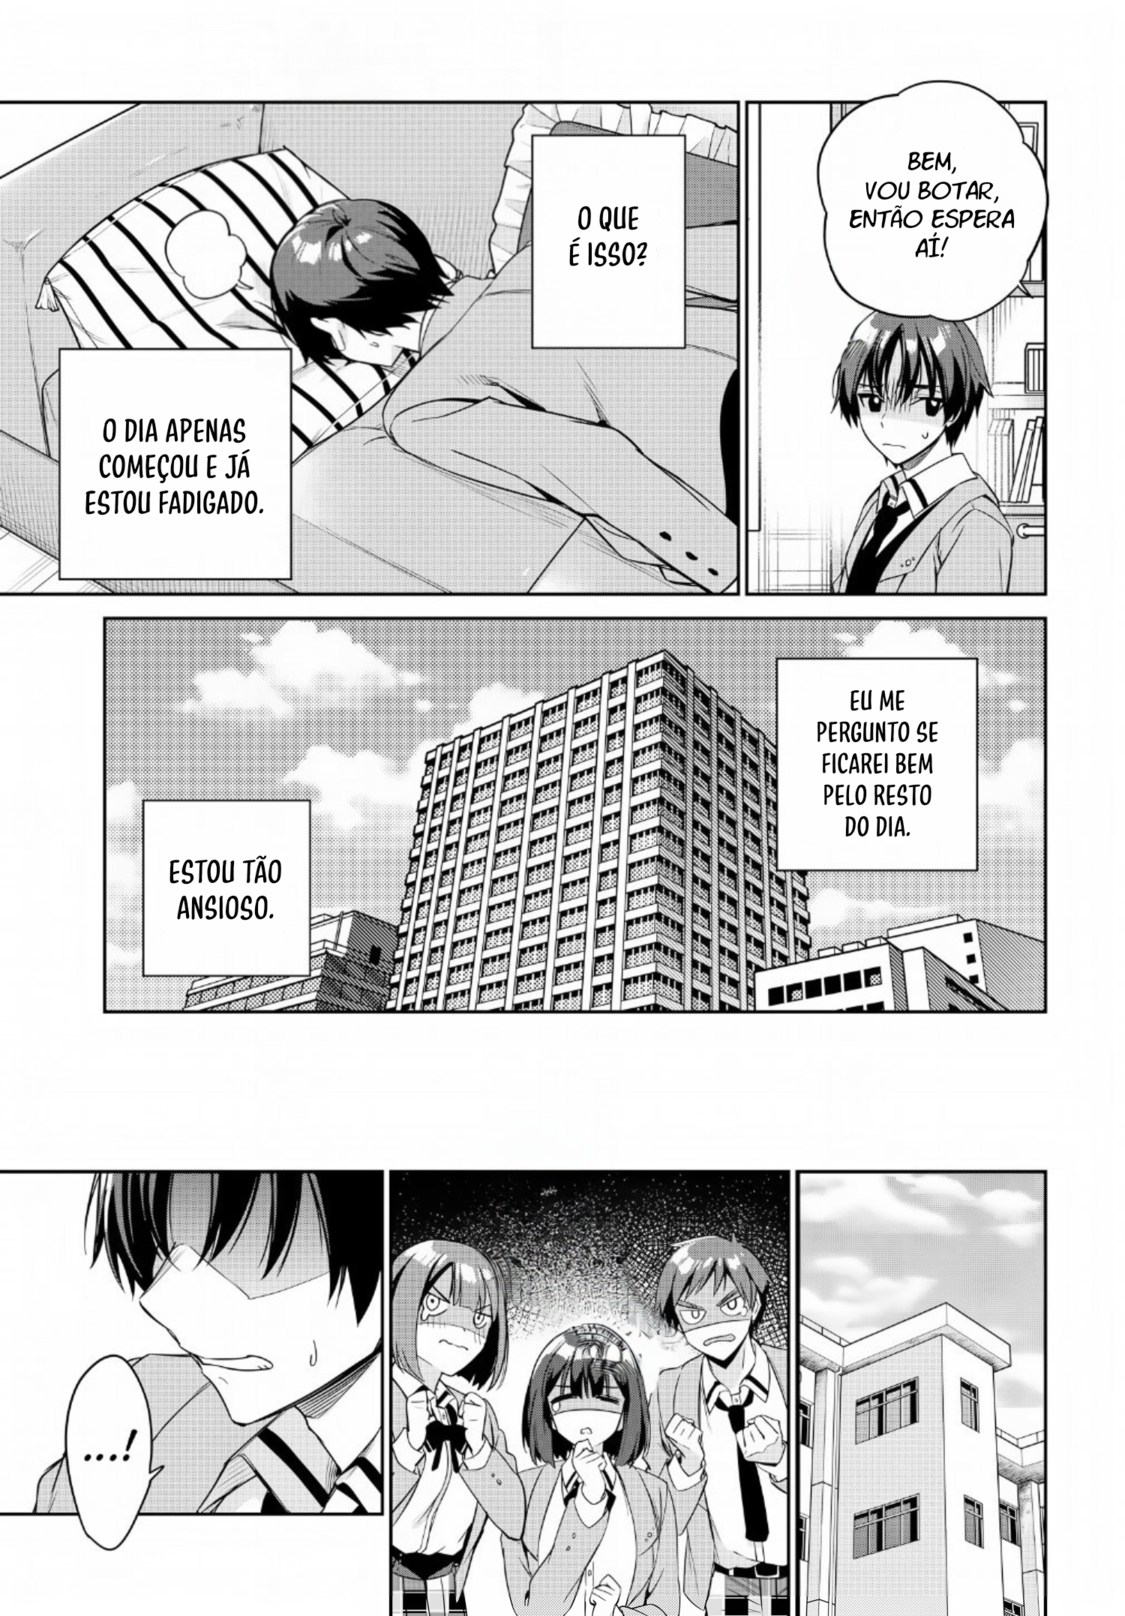 BEM,
VOU BOTAR,
ENTÃO ESPERA
AÍ!
O QUE
É ISSO?
O DIA APENAS
COMEÇOU E JÁ
ESTOU FADIGADO.
EU ME
PERGUNTO SE
FICAREI BEM
PELO RESTO
DO DIA.
ESTOU TÃO
ANSIOSO.
...!